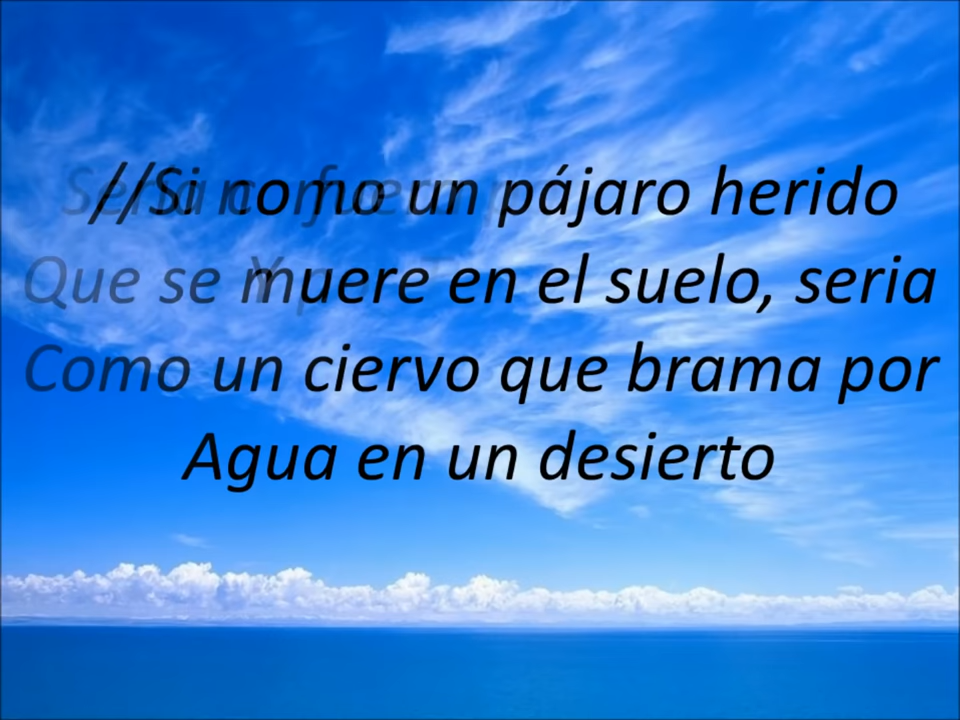 //Si como un pájaro herido
Que se muere en el suelo, seria
Como un ciervo que brama por
Agua en un desierto